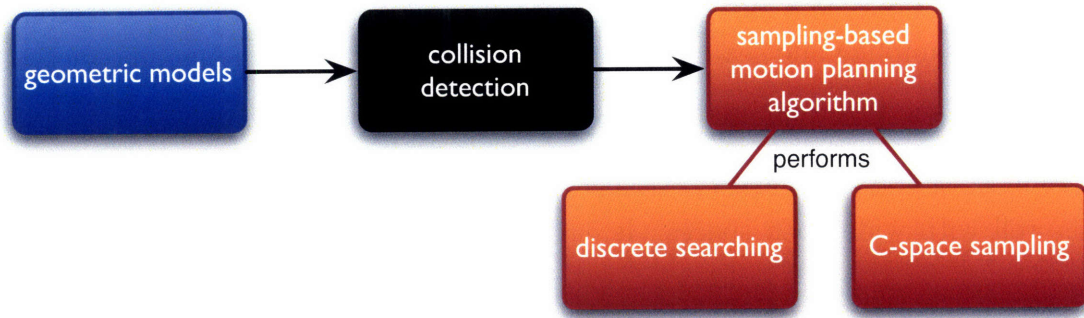 geometric models
collision
detection
sampling-based
motion planning
algorithm
performs
discrete searching
C-space sampling